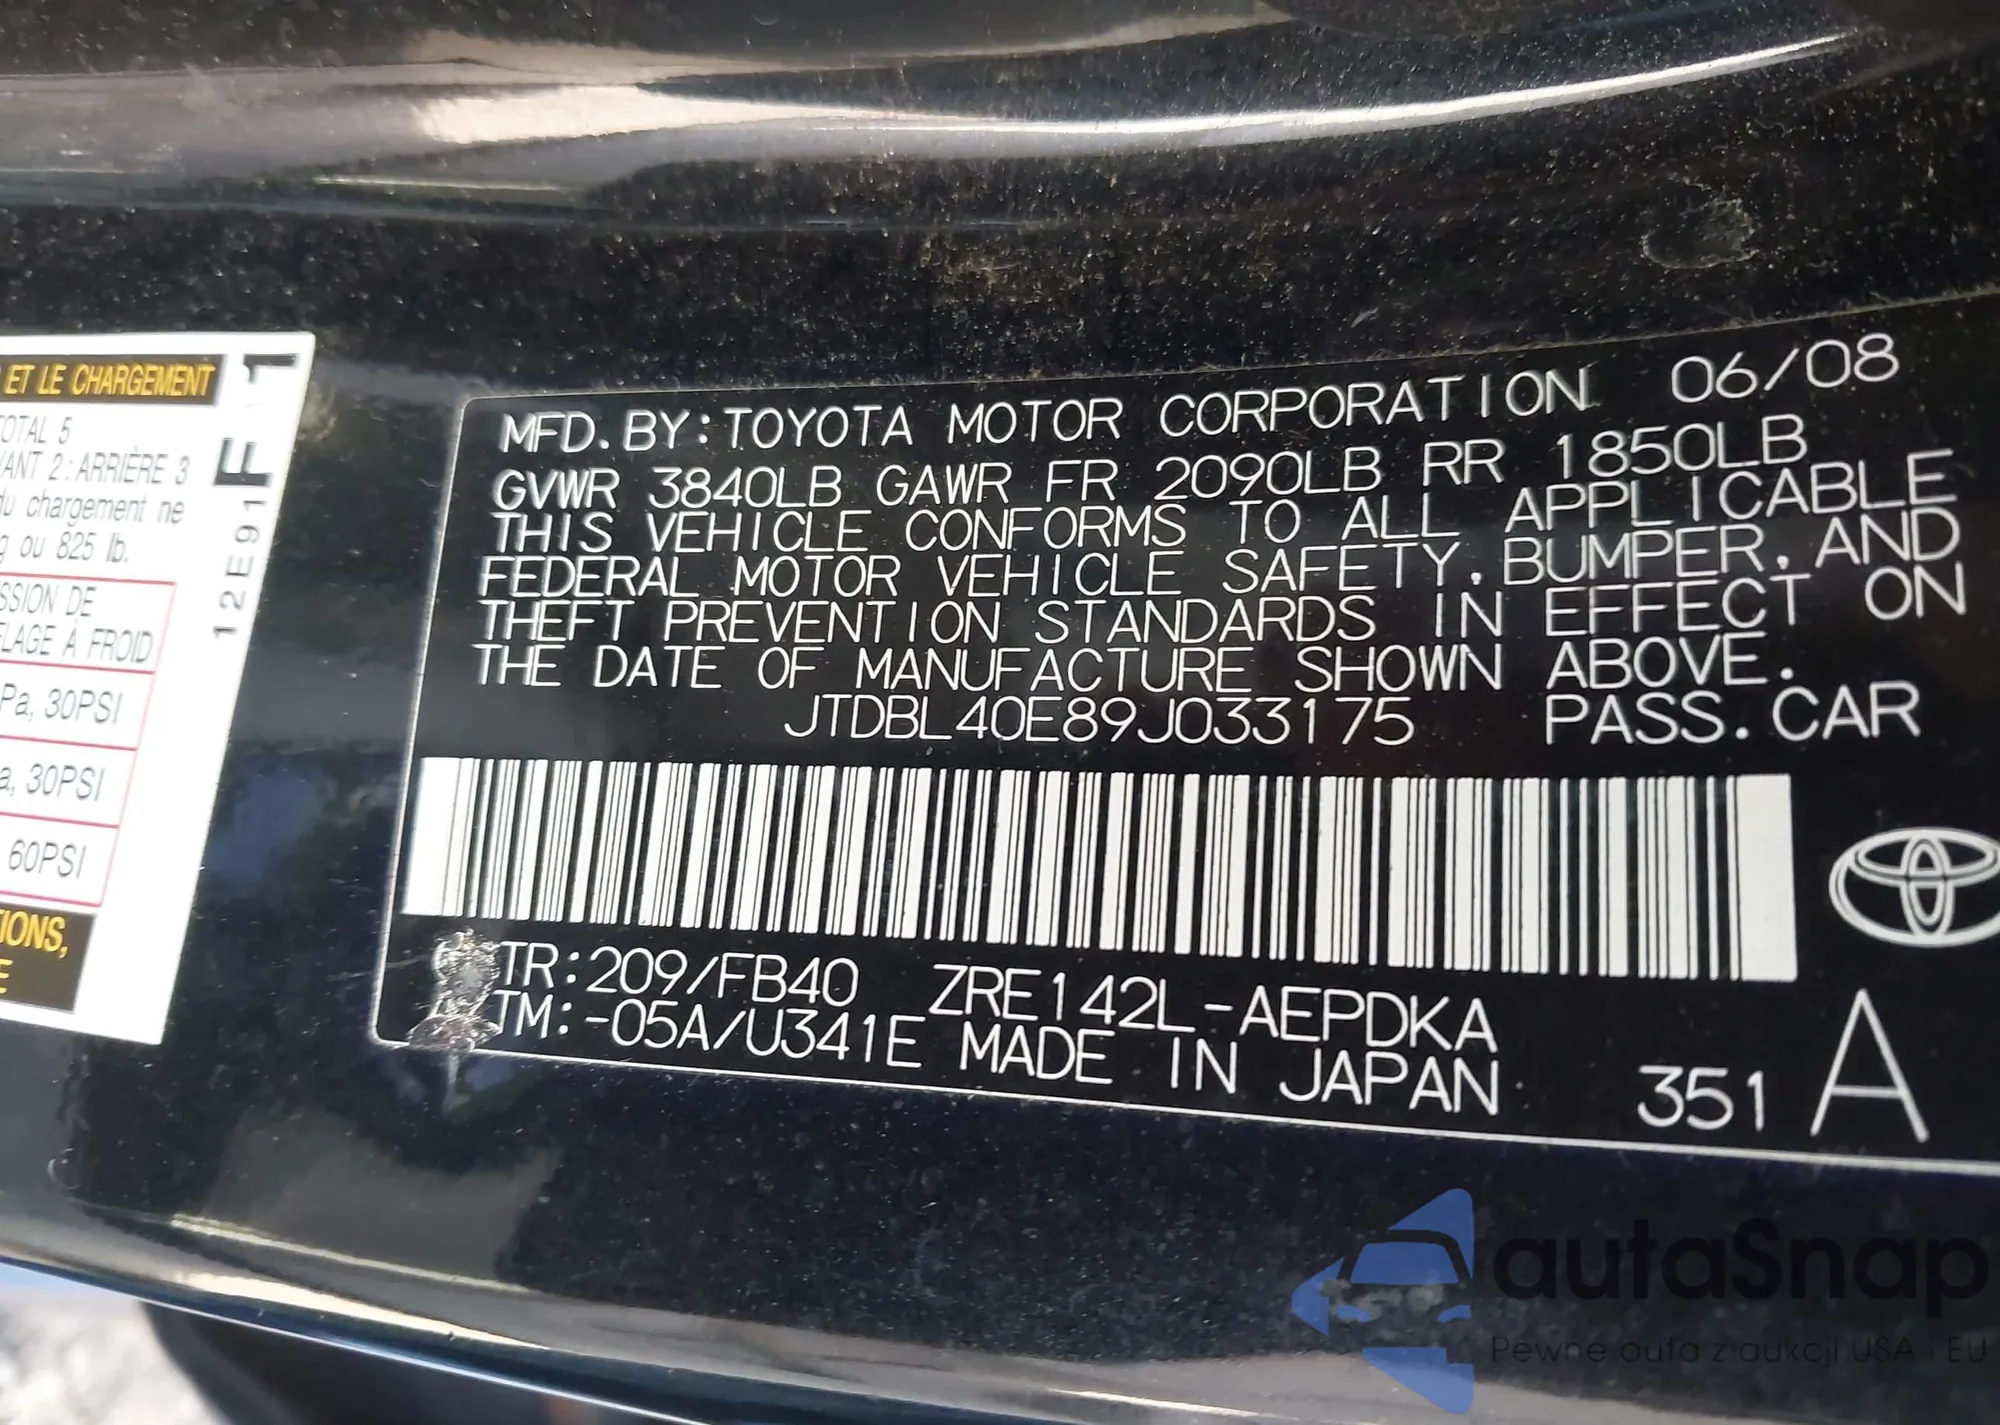 ET LE CHARGEMENT
TOTAL 5
VANT 2:ARRIÈRE 3
du chargement ne
g ou 825 lb.
SSION DE
FLAGE À FROID
Pa, 30PSI
a, 30PSI
60PSI
IONS,
E
12E91
MFD.BY:TOYOTA MOTOR CORPORATION 06/08
GVWR 3840LB GAWR FR 2090LB RR 1850LB
THIS VEHICLE CONFORMS TO ALL APPLICABLE
FEDERAL MOTOR VEHICLE SAFETY,BUMPER,AND
THEFT PREVENTION STANDARDS IN EFFECT ON
THE DATE OF MANUFACTURE SHOWN ABOVE.
JTDBL40E89J033175 PASS.CAR
TR:209/FB40 ZRE142L-AEPDKA
TM:-05A/U341E MADE IN JAPAN 351 A
autaSnap
Pewne auta z aukcji USA i EU